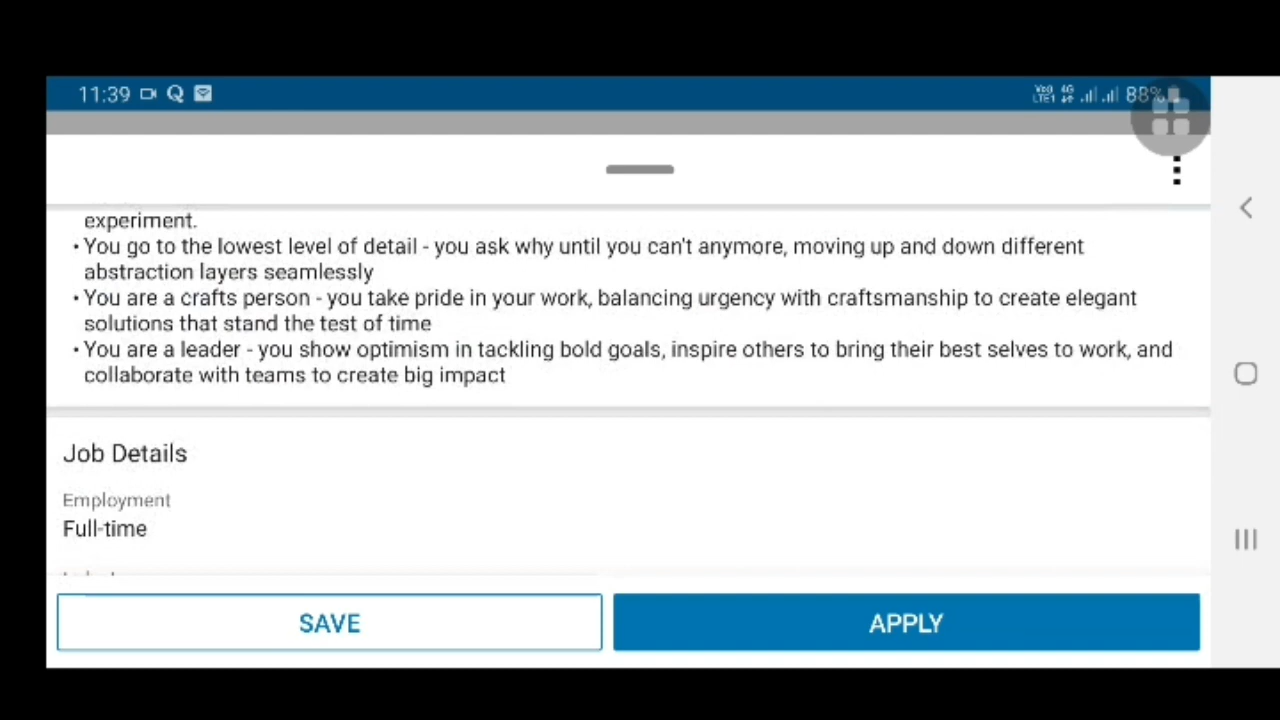 11:39 Q
LTE1 4G 88%
experiment.
• You go to the lowest level of detail - you ask why until you can't anymore, moving up and down different
abstraction layers seamlessly
• You are a crafts person - you take pride in your work, balancing urgency with craftsmanship to create elegant
solutions that stand the test of time
• You are a leader - you show optimism in tackling bold goals, inspire others to bring their best selves to work, and
collaborate with teams to create big impact
Job Details
Employment
Full-time
SAVE APPLY